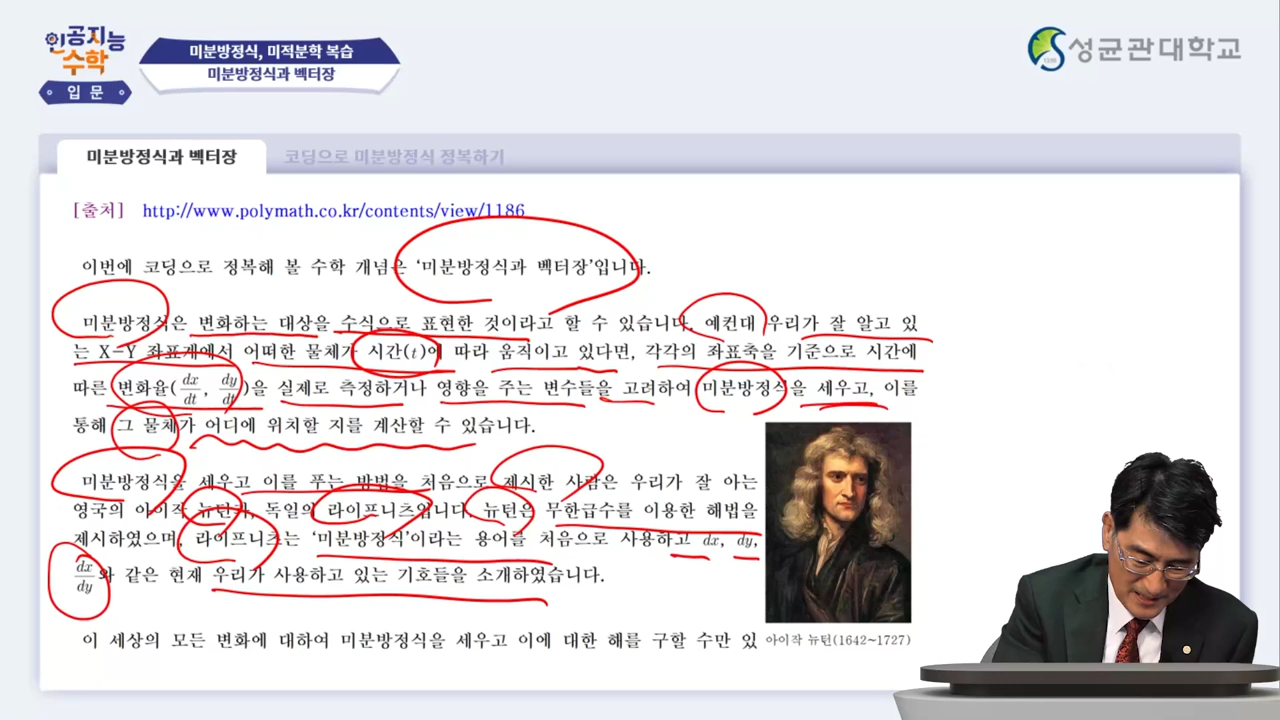 인공지능
수학
입문
미분방정식, 미적분학 복습
미분방정식과 벡터장
성균관대학교
미분방정식과 벡터장
코딩으로 미분방정식 정복하기
[출처] http://www.polymath.co.kr/contents/view/1186
이번에 코딩으로 정복해 볼 수학 개념은 ‘미분방정식과 벡터장’입니다.
미분방정식은 변화하는 대상을 수식으로 표현한 것이라고 할 수 있습니다. 예컨대 우리가 잘 알고 있
는 X-Y 좌표계에서 어떠한 물체가 시간(t)에 따라 움직이고 있다면, 각각의 좌표축을 기준으로 시간에
따른 변화율(dx/dt, dy/dt)을 실제로 측정하거나 영향을 주는 변수들을 고려하여 미분방정식을 세우고, 이를
통해 그 물체가 어디에 위치할 지를 계산할 수 있습니다.
미분방정식을 세우고 이를 푸는 방법을 처음으로 제시한 사람은 우리가 잘 아는
영국의 아이작 뉴턴과, 독일의 라이프니츠입니다. 뉴턴은 무한급수를 이용한 해법을
제시하였으며, 라이프니츠는 ‘미분방정식’이라는 용어를 처음으로 사용하고 dx, dy,
dx/dy와 같은 현재 우리가 사용하고 있는 기호들을 소개하였습니다.
이 세상의 모든 변화에 대하여 미분방정식을 세우고 이에 대한 해를 구할 수만 있
아이작 뉴턴(1642~1727)